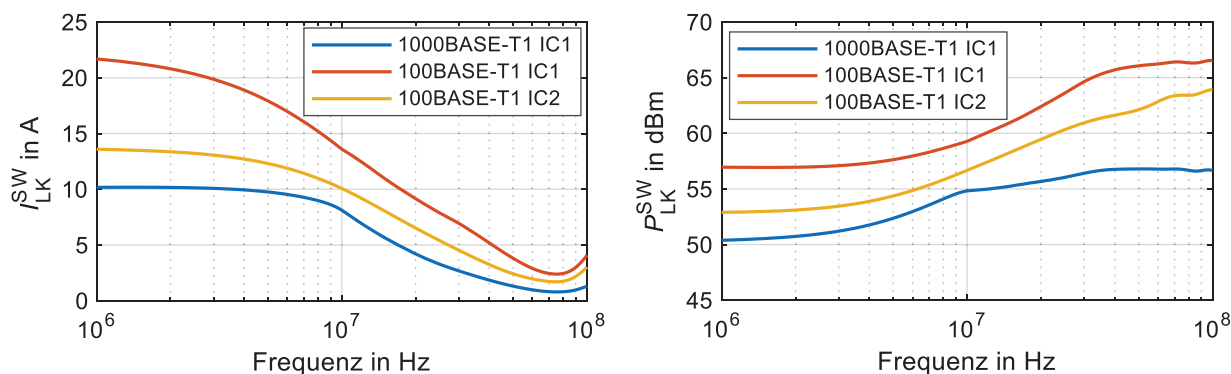 25
20
15
10
5
0
I_LK^SW in A
1000BASE-T1 IC1
100BASE-T1 IC1
100BASE-T1 IC2
10^6
10^7
10^8
Frequenz in Hz
70
65
60
55
50
45
P_LK^SW in dBm
1000BASE-T1 IC1
100BASE-T1 IC1
100BASE-T1 IC2
10^6
10^7
10^8
Frequenz in Hz